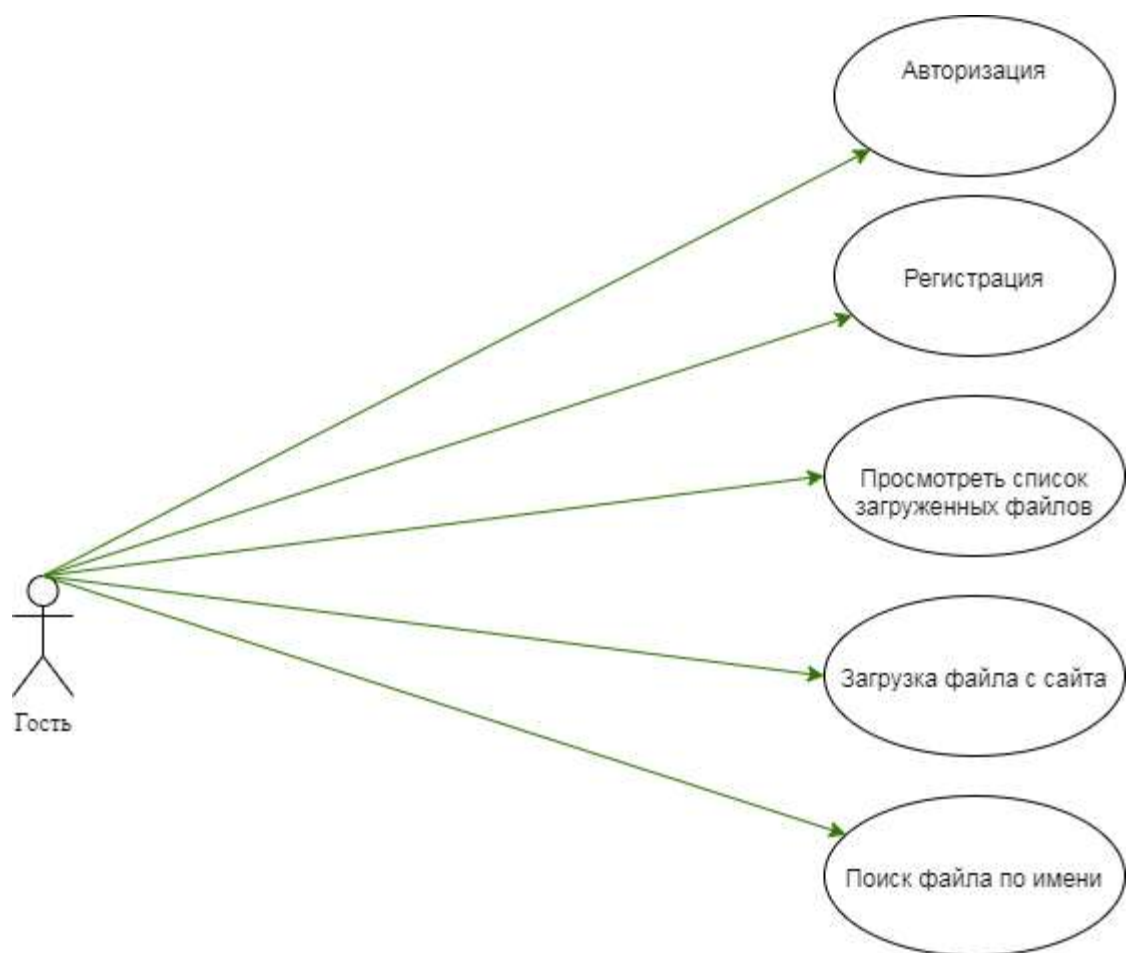 Авторизация
Регистрация
Просмотреть список
загруженных файлов
Загрузка файла с сайта
Гость
Поиск файла по имени